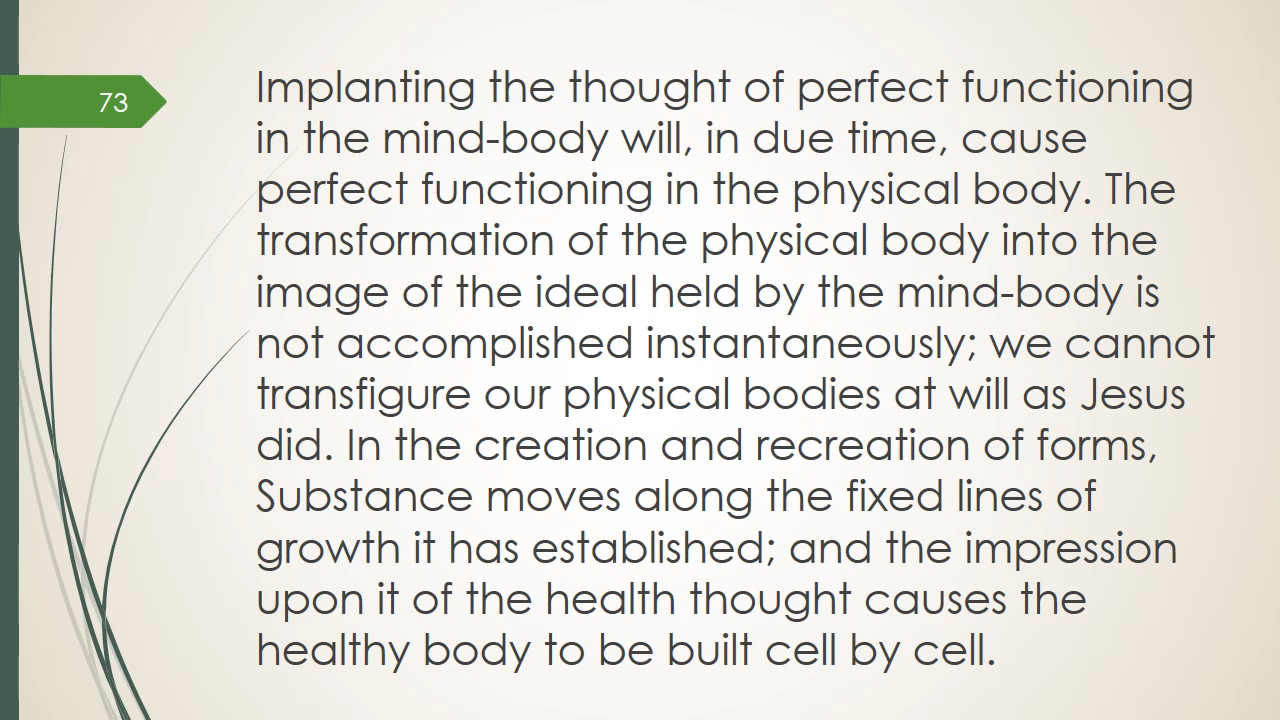 73
Implanting the thought of perfect functioning
in the mind-body will, in due time, cause
perfect functioning in the physical body. The
transformation of the physical body into the
image of the ideal held by the mind-body is
not accomplished instantaneously; we cannot
transfigure our physical bodies at will as Jesus
did. In the creation and recreation of forms,
Substance moves along the fixed lines of
growth it has established; and the impression
upon it of the health thought causes the
healthy body to be built cell by cell.